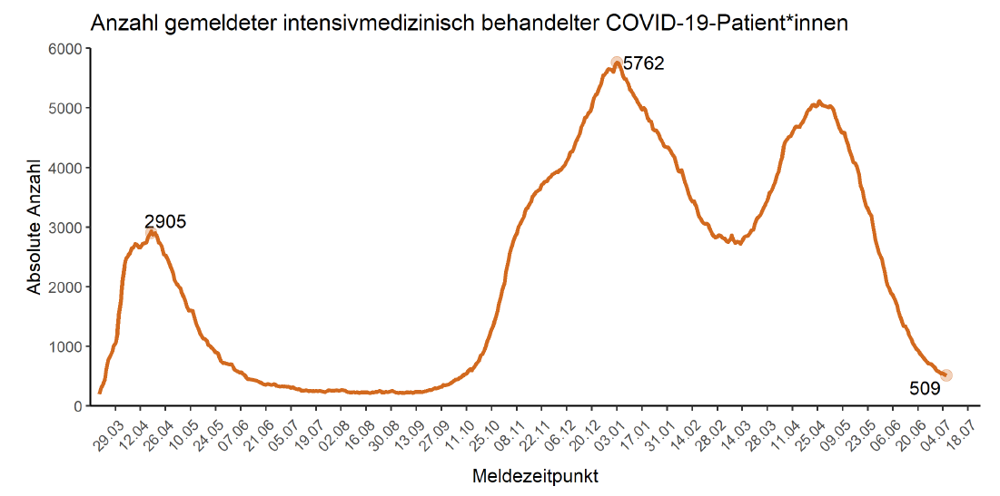 Anzahl gemeldeter intensivmedizinisch behandelter COVID-19-Patient*innen
6000
5762
5000
4000
3000
2905
2000
1000
509
0
Absolute Anzahl
29.03 12.04 26.04 10.05 24.05 07.06 21.06 05.07 19.07 02.08 16.08 30.08 13.09 27.09 11.10 25.10 08.11 22.11 06.12 20.12 03.01 17.01 31.01 14.02 28.02 14.03 28.03 11.04 25.04 09.05 23.05 06.06 20.06 04.07 18.07
Meldezeitpunkt